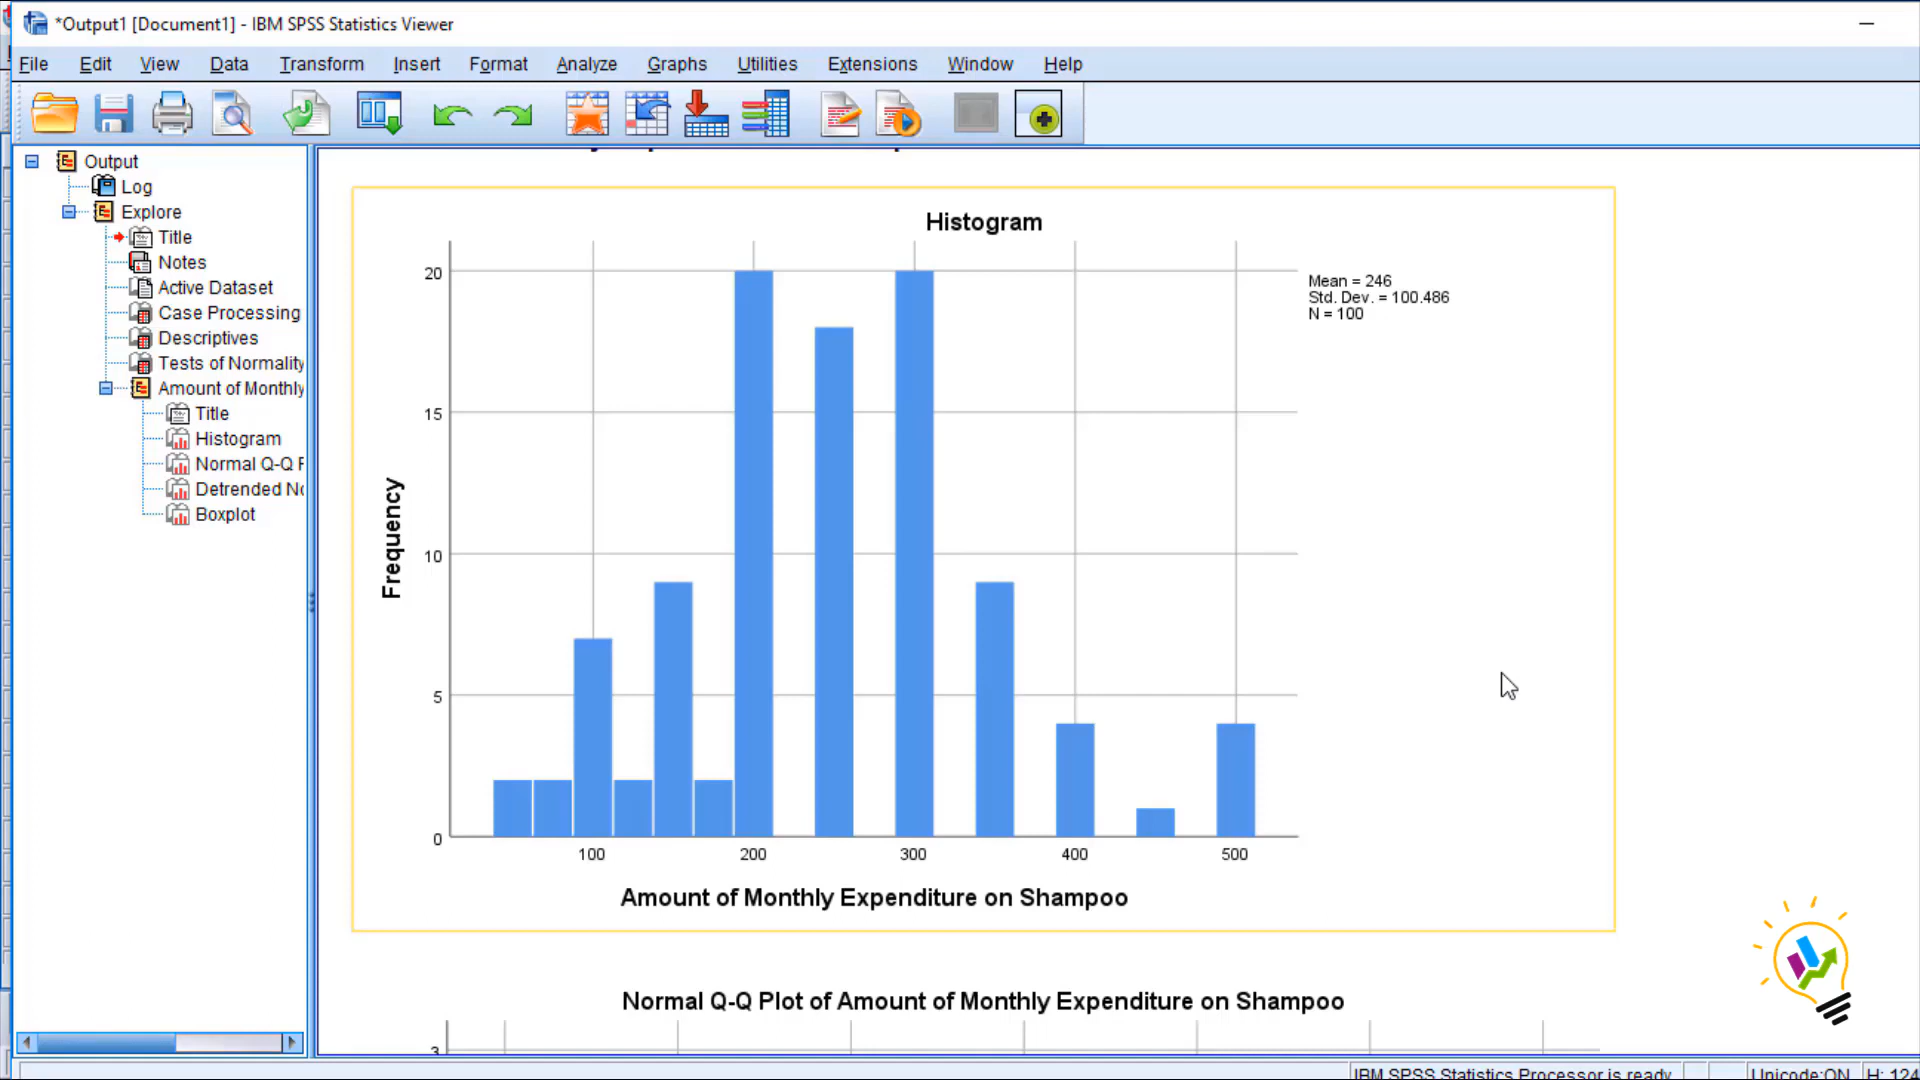 *Output1 [Document1] - IBM SPSS Statistics Viewer
File Edit View Data Transform Insert Format Analyze Graphs Utilities Extensions Window Help
Output
Log
Explore
Title
Notes
Active Dataset
Case Processing
Descriptives
Tests of Normality
Amount of Monthly
Title
Histogram
Normal Q-Q P
Detrended No
Boxplot
Histogram
Mean = 246
Std. Dev. = 100.486
N = 100
Frequency
20
15
10
5
0
100 200 300 400 500
Amount of Monthly Expenditure on Shampoo
Normal Q-Q Plot of Amount of Monthly Expenditure on Shampoo
3
IBM SPSS Statistics Processor is ready Unicode:ON H: 124